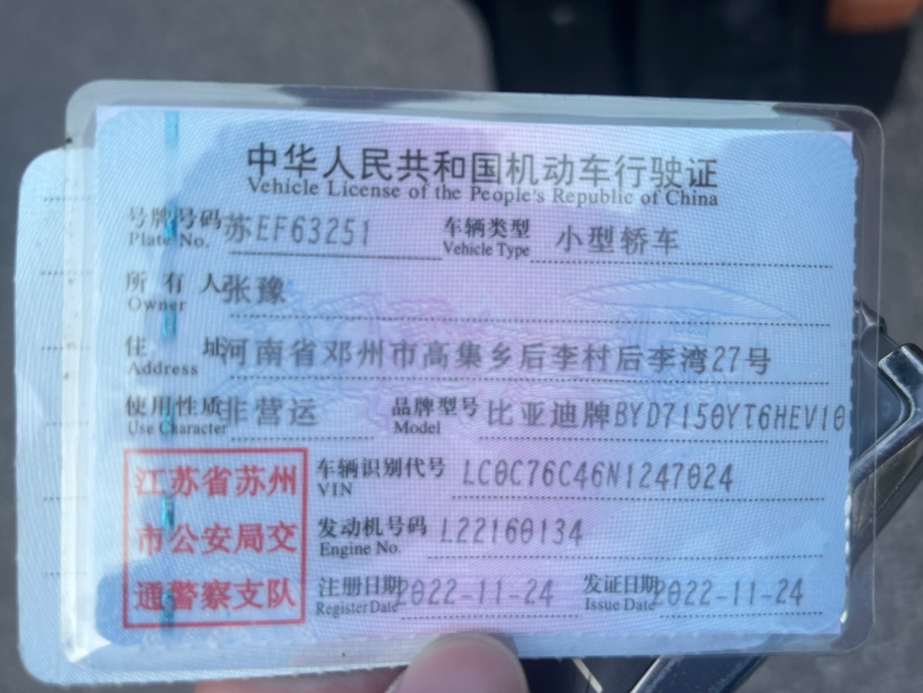 中华人民共和国机动车行驶证
Vehicle License of the People's Republic of China
号牌号码 苏EF63251 车辆类型 小型轿车
Plate No. Vehicle Type
所有人 张豫
Owner
住址 河南省邓州市高集乡后李村后李湾27号
Address
使用性质 非营运 品牌型号 比亚迪牌BYD7150YT6HEV10
Use Character Model
江苏省苏州
市公安局交
通警察支队
车辆识别代号 LC0C76C46N1247024
VIN
发动机号码 L22160134
Engine No.
注册日期 2022-11-24 发证日期 2022-11-24
Register Date Issue Date